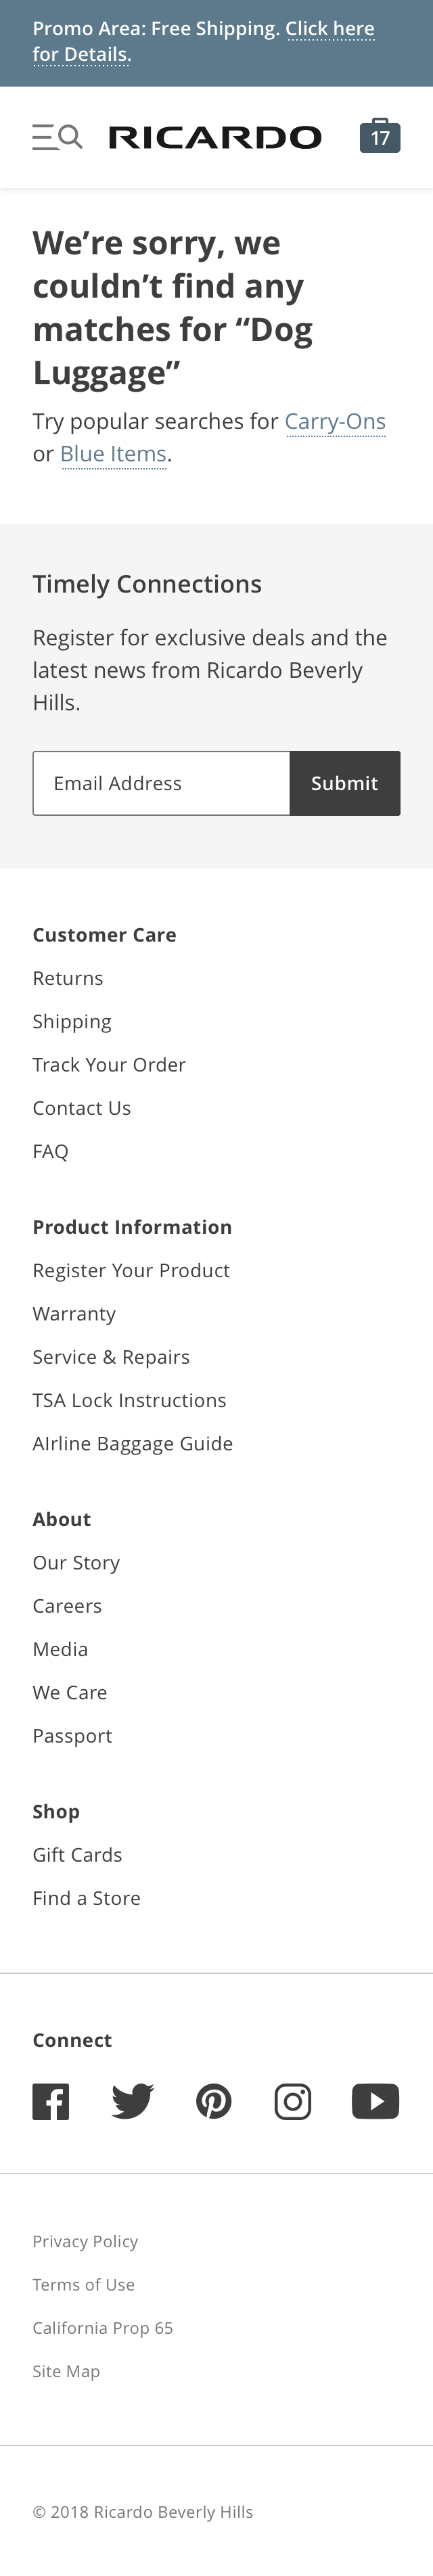 Promo Area: Free Shipping. Click here
for Details.
RICARDO
17
We’re sorry, we
couldn’t find any
matches for “Dog
Luggage”
Try popular searches for Carry-Ons
or Blue Items.
Timely Connections
Register for exclusive deals and the
latest news from Ricardo Beverly
Hills.
Email Address
Submit
Customer Care
Returns
Shipping
Track Your Order
Contact Us
FAQ
Product Information
Register Your Product
Warranty
Service & Repairs
TSA Lock Instructions
AIrline Baggage Guide
About
Our Story
Careers
Media
We Care
Passport
Shop
Gift Cards
Find a Store
Connect
Privacy Policy
Terms of Use
California Prop 65
Site Map
© 2018 Ricardo Beverly Hills